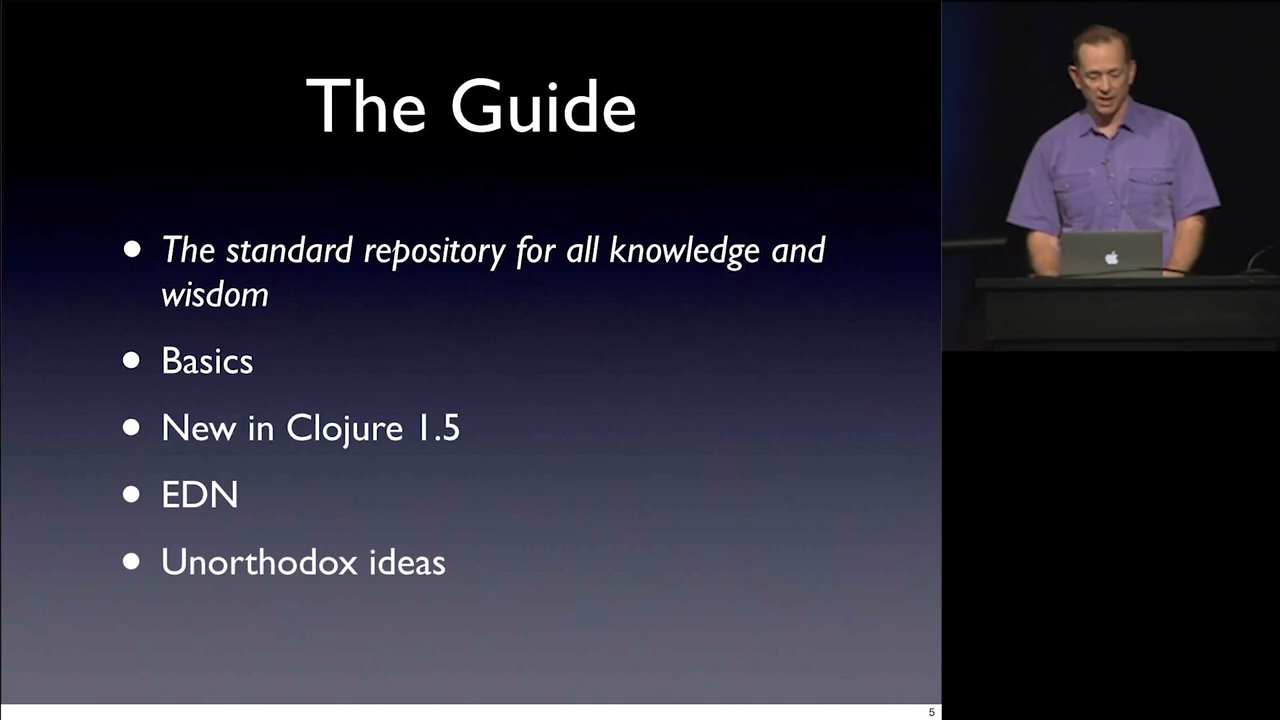 The Guide
• The standard repository for all knowledge and
wisdom
• Basics
• New in Clojure 1.5
• EDN
• Unorthodox ideas
5